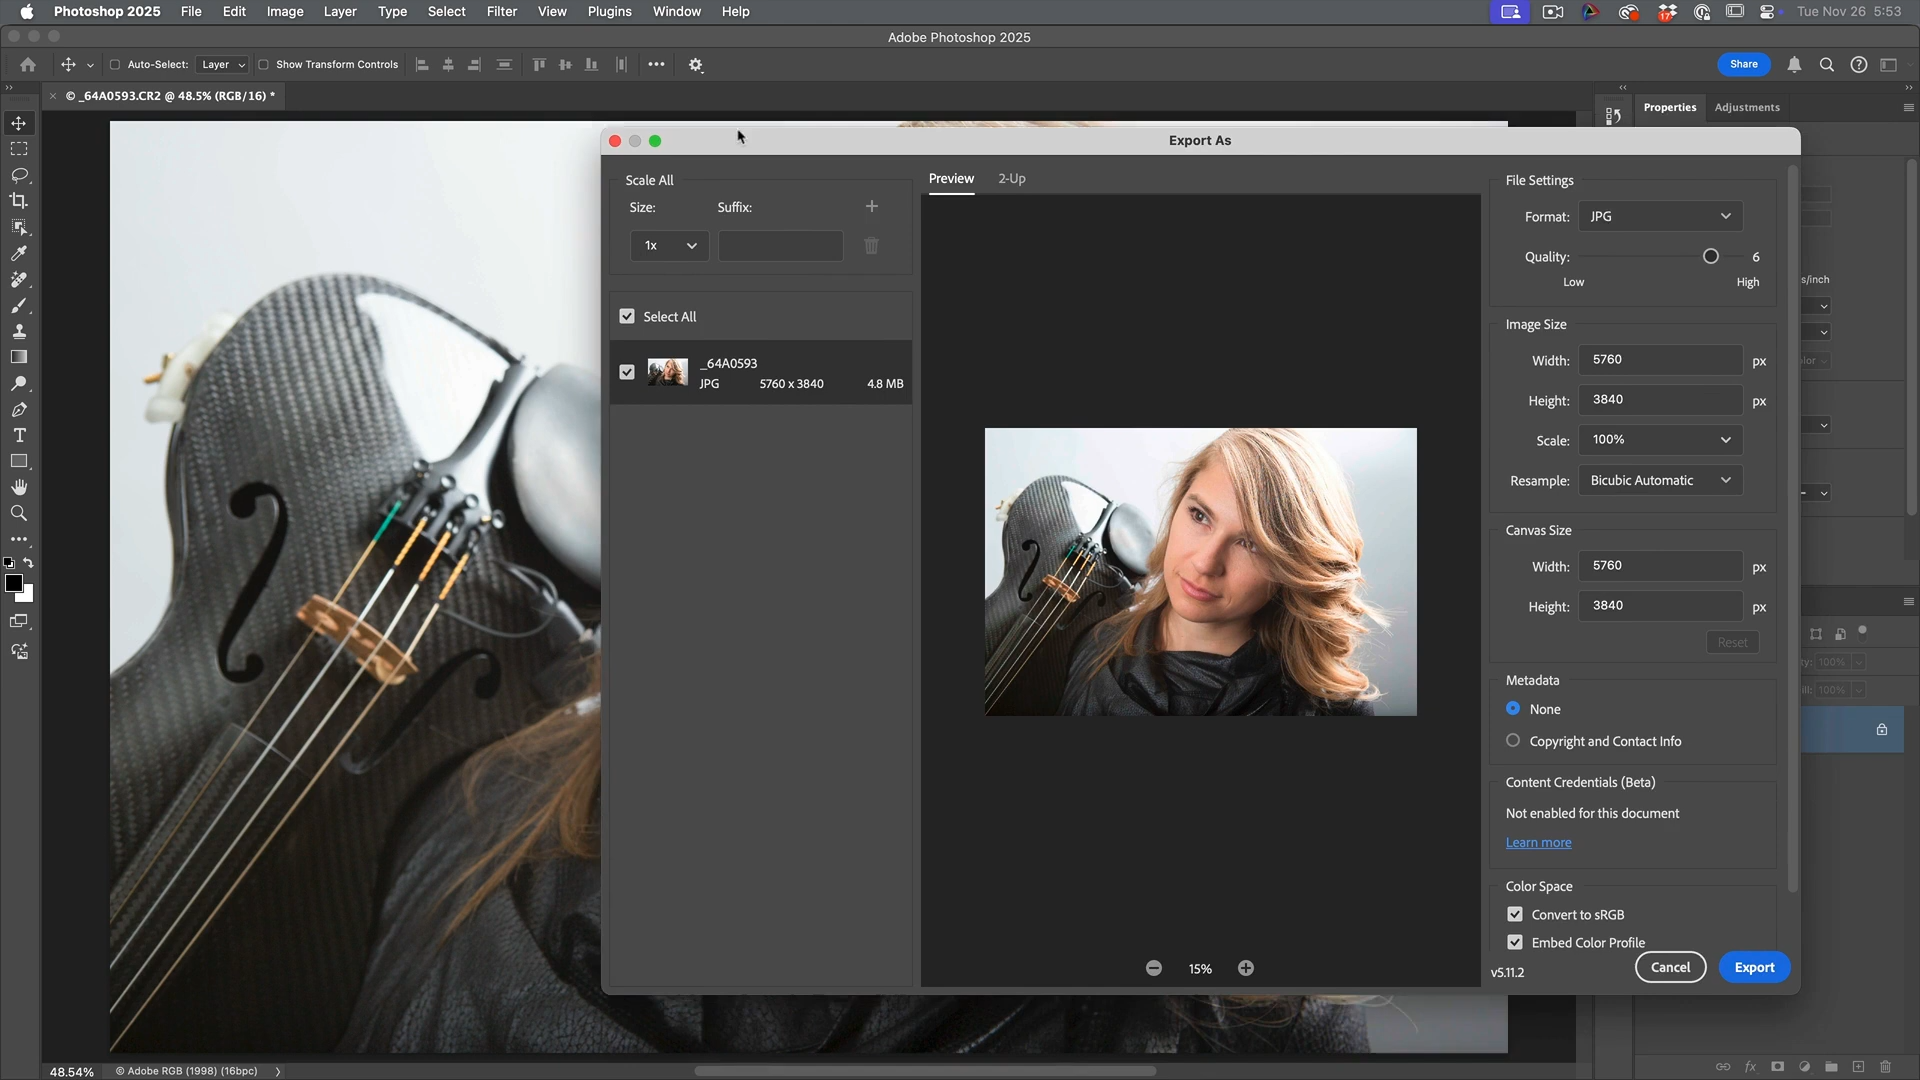 Photoshop 2025 File Edit Image Layer Type Select Filter View Plugins Window Help 17 Tue Nov 26 5:53
Adobe Photoshop 2025
Auto-Select: Layer Show Transform Controls Share
© _64A0593.CR2 @ 48.5% (RGB/16) *
Properties Adjustments
Export As
Scale All
Size: Suffix:
1x
Select All
_64A0593
JPG 5760 x 3840 4.8 MB
Preview 2-Up
15%
File Settings
Format: JPG
Quality: 6
Low High
s/inch
Image Size
Width: 5760 px
Height: 3840 px
Scale: 100%
Resample: Bicubic Automatic
Canvas Size
Width: 5760 px
Height: 3840 px
Reset
Metadata
None
Copyright and Contact Info
Content Credentials (Beta)
Not enabled for this document
Learn more
Color Space
Convert to sRGB
Embed Color Profile
v5.11.2 Cancel Export
100%
100%
fx
48.54% © Adobe RGB (1998) (16bpc)